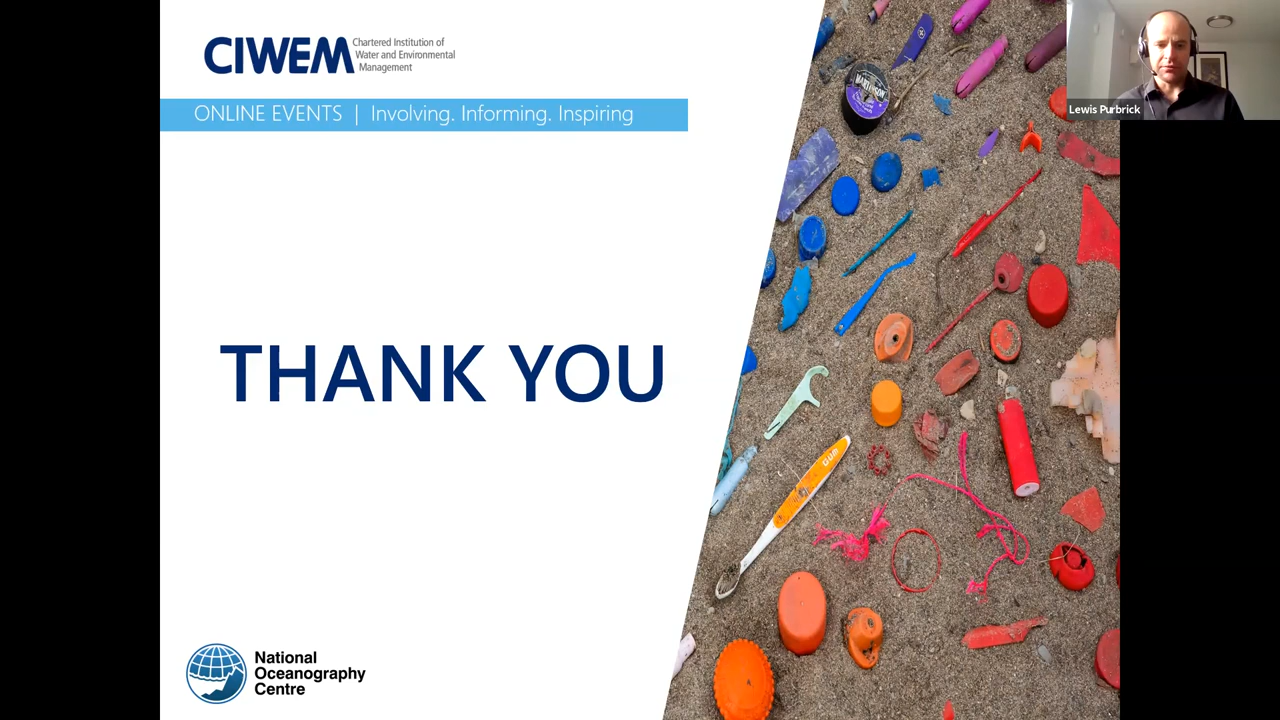 CIWEM
Chartered Institution of
Water and Environmental
Management
ONLINE EVENTS | Involving. Informing. Inspiring
THANK YOU
National
Oceanography
Centre
Lewis Purbrick
GUM